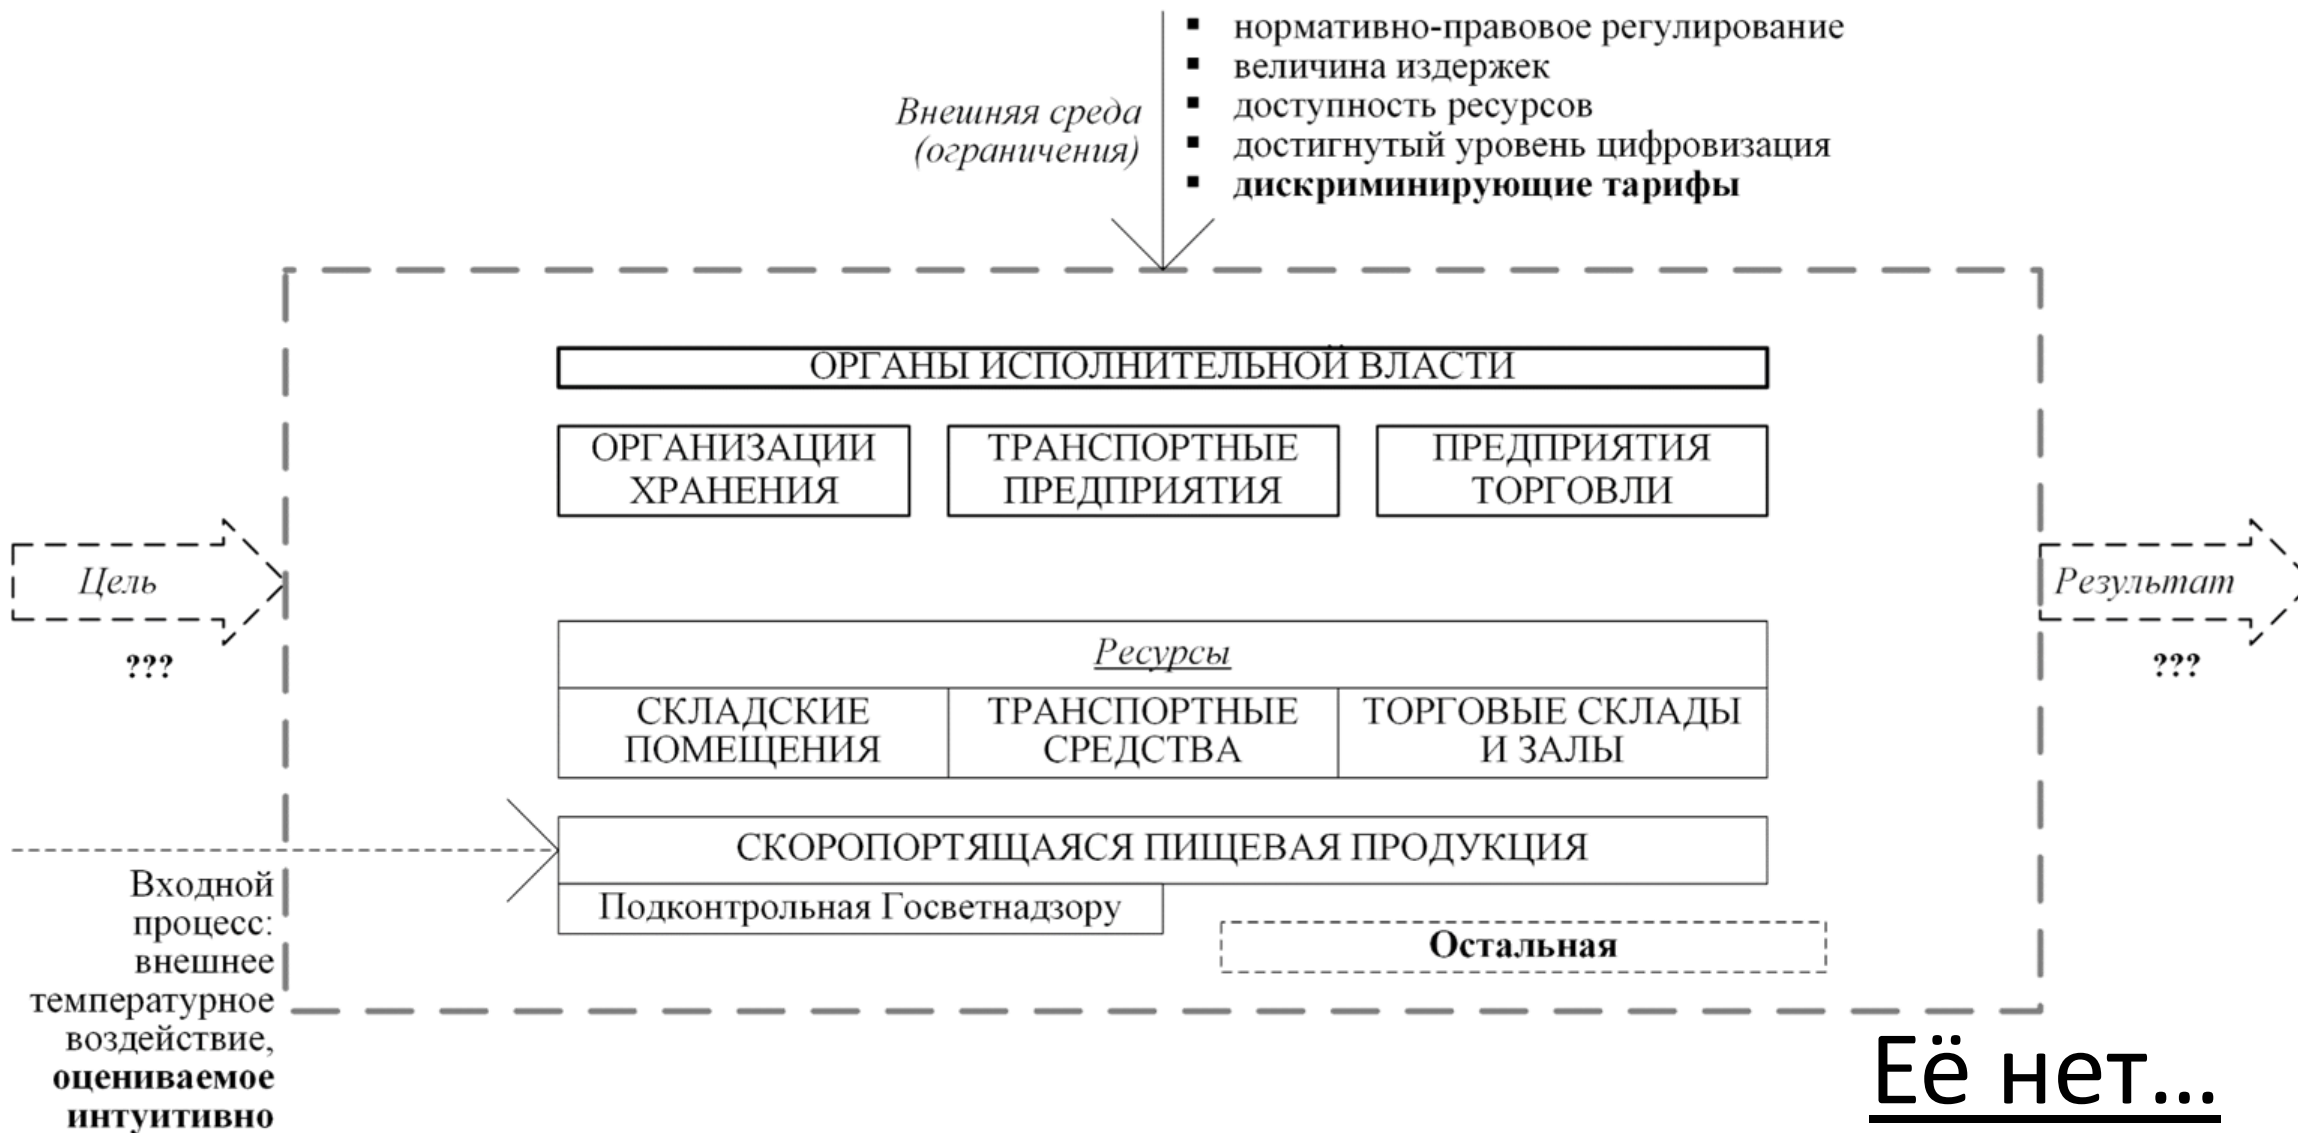 ▪ нормативно-правовое регулирование
▪ величина издержек
▪ доступность ресурсов
▪ достигнутый уровень цифровизация
▪ дискриминирующие тарифы
Внешняя среда
(ограничения)
ОРГАНЫ ИСПОЛНИТЕЛЬНОЙ ВЛАСТИ
ОРГАНИЗАЦИИ
ХРАНЕНИЯ
ТРАНСПОРТНЫЕ
ПРЕДПРИЯТИЯ
ПРЕДПРИЯТИЯ
ТОРГОВЛИ
Цель
???
Результат
???
Ресурсы
СКЛАДСКИЕ
ПОМЕЩЕНИЯ
ТРАНСПОРТНЫЕ
СРЕДСТВА
ТОРГОВЫЕ СКЛАДЫ
И ЗАЛЫ
СКОРОПОРТЯЩАЯСЯ ПИЩЕВАЯ ПРОДУКЦИЯ
Подконтрольная Госветнадзору
Остальная
Входной
процесс:
внешнее
температурное
воздействие,
оцениваемое
интуитивно
Её нет...